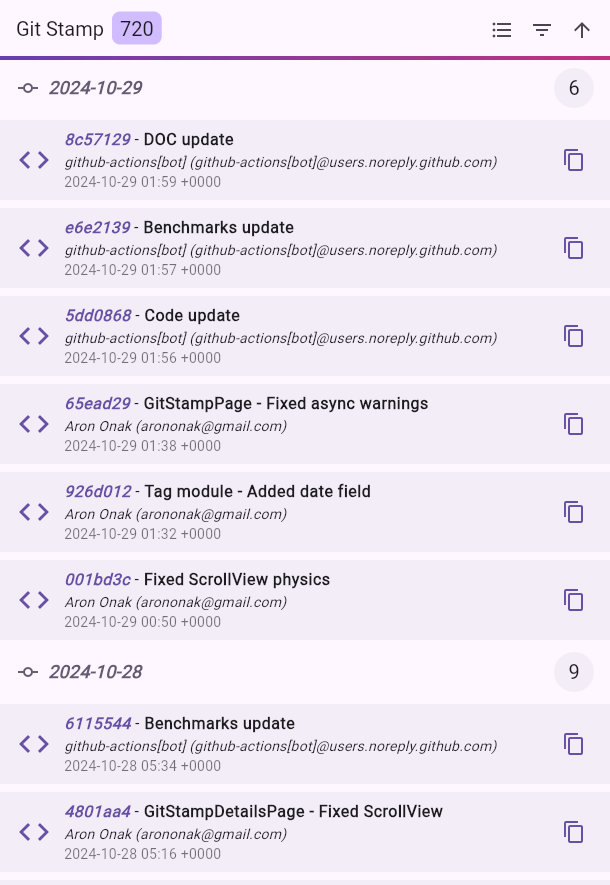 Git Stamp 720
2024-10-29 6
8c57129 - DOC update
github-actions[bot] (github-actions[bot]@users.noreply.github.com)
2024-10-29 01:59 +0000
e6e2139 - Benchmarks update
github-actions[bot] (github-actions[bot]@users.noreply.github.com)
2024-10-29 01:57 +0000
5dd0868 - Code update
github-actions[bot] (github-actions[bot]@users.noreply.github.com)
2024-10-29 01:56 +0000
65ead29 - GitStampPage - Fixed async warnings
Aron Onak (arononak@gmail.com)
2024-10-29 01:38 +0000
926d012 - Tag module - Added date field
Aron Onak (arononak@gmail.com)
2024-10-29 01:32 +0000
001bd3c - Fixed ScrollView physics
Aron Onak (arononak@gmail.com)
2024-10-29 00:50 +0000
2024-10-28 9
6115544 - Benchmarks update
github-actions[bot] (github-actions[bot]@users.noreply.github.com)
2024-10-28 05:34 +0000
4801aa4 - GitStampDetailsPage - Fixed ScrollView
Aron Onak (arononak@gmail.com)
2024-10-28 05:16 +0000